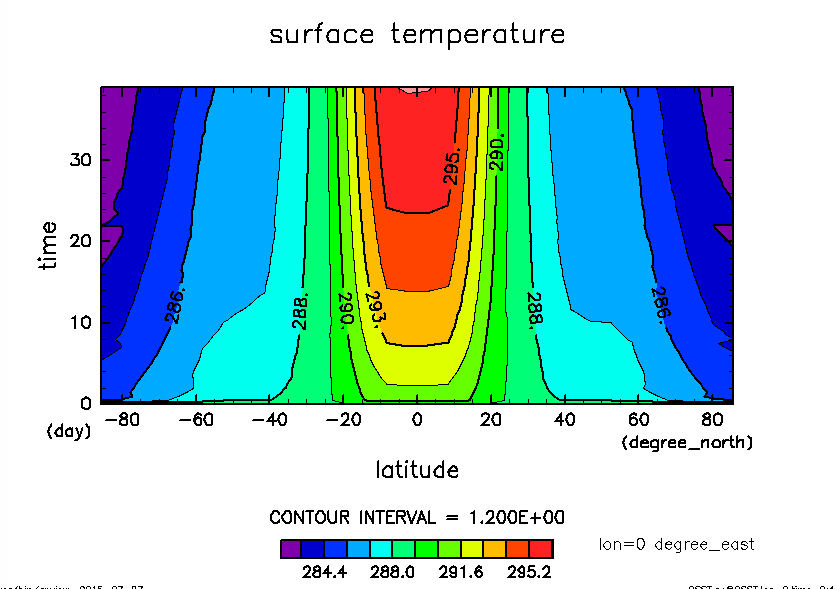 surface temperature
30
20
10
0
time
(day)
295.
290.
286.
288.
290.
293.
288.
286.
-80 -60 -40 -20 0 20 40 60 80
(degree_north)
latitude
CONTOUR INTERVAL = 1.200E+00
284.4 288.0 291.6 295.2
lon=0 degree_east